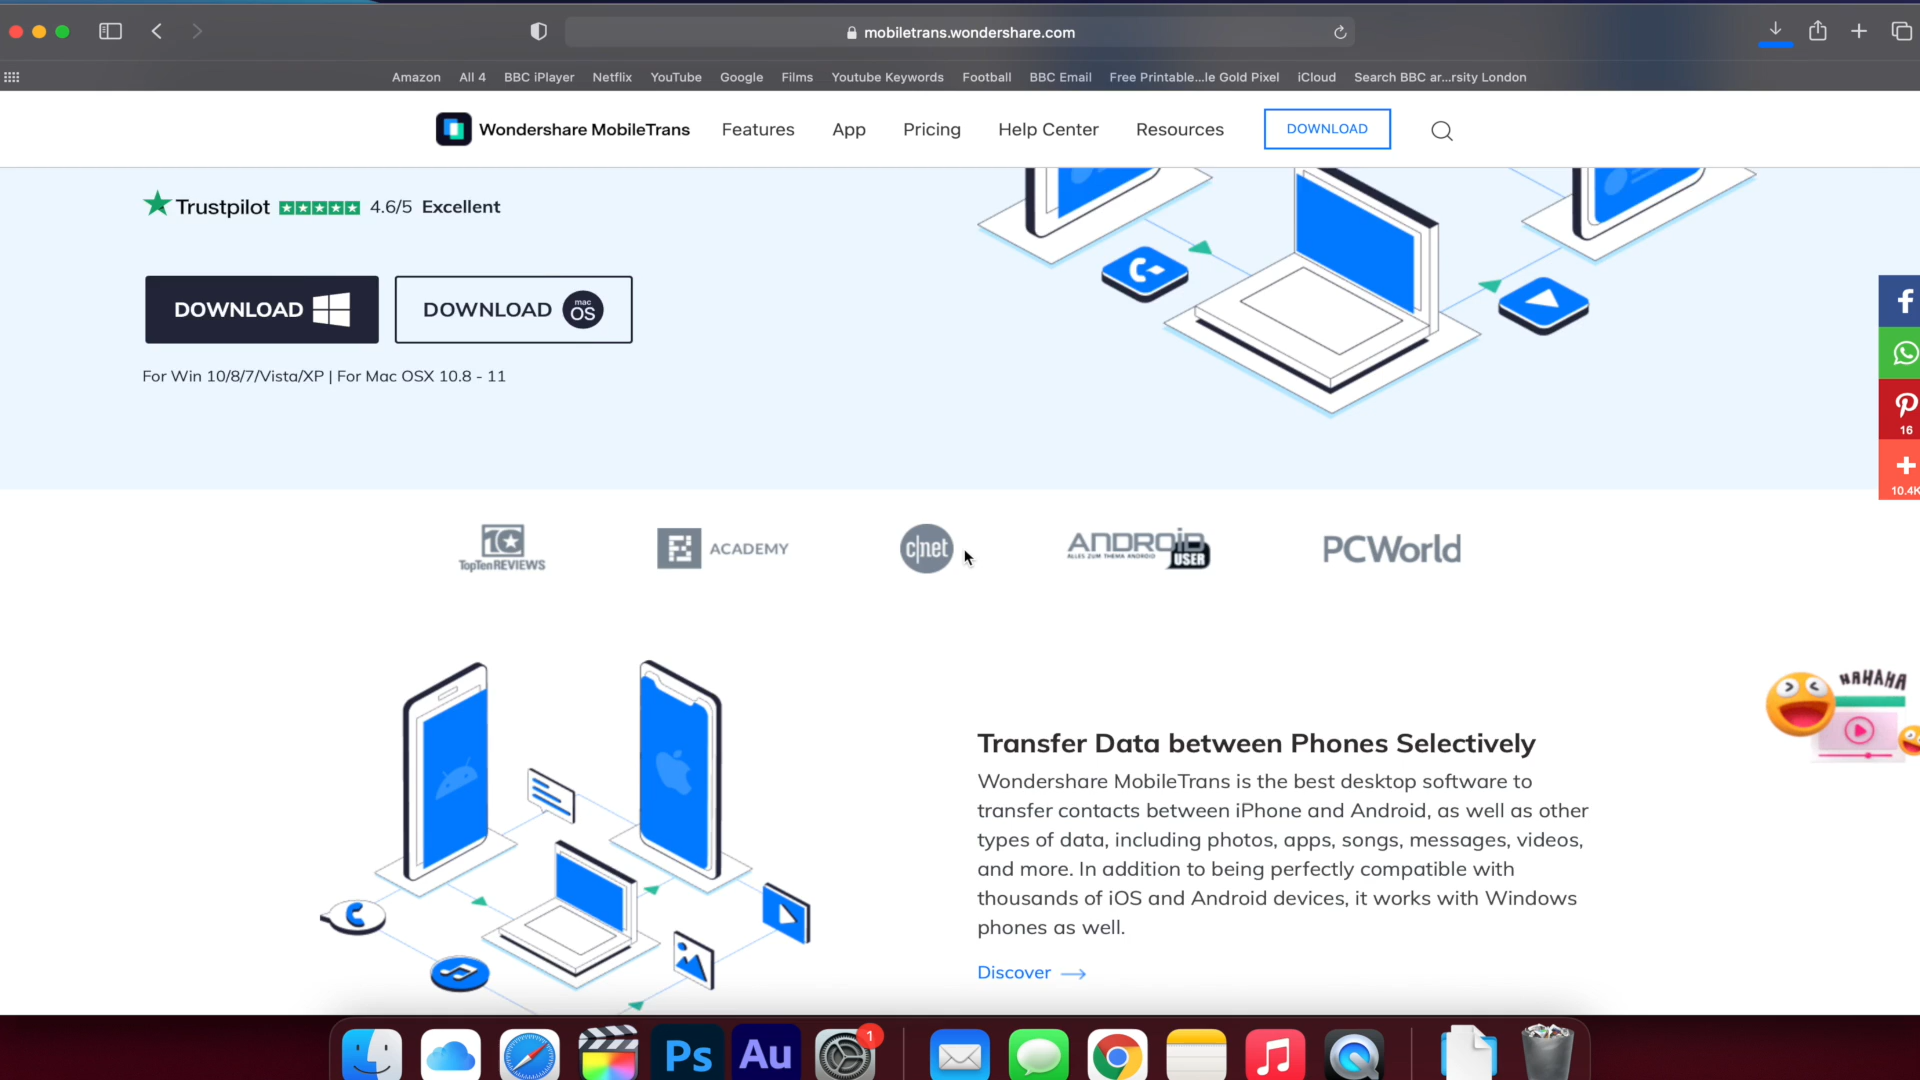 mobiletrans.wondershare.com
Amazon All 4 BBC iPlayer Netflix YouTube Google Films Youtube Keywords Football BBC Email Free Printable...le Gold Pixel iCloud Search BBC ar...rsity London
Wondershare MobileTrans Features App Pricing Help Center Resources DOWNLOAD
Trustpilot 4.6/5 Excellent
DOWNLOAD DOWNLOAD mac OS
For Win 10/8/7/Vista/XP | For Mac OSX 10.8 - 11
16
10.4K
TopTenREVIEWS ACADEMY c|net ANDROID USER PCWorld
ALLES ZUM THEMA ANDROID
HAHAHA
Transfer Data between Phones Selectively
Wondershare MobileTrans is the best desktop software to
transfer contacts between iPhone and Android, as well as other
types of data, including photos, apps, songs, messages, videos,
and more. In addition to being perfectly compatible with
thousands of iOS and Android devices, it works with Windows
phones as well.
Discover
Ps Au 1